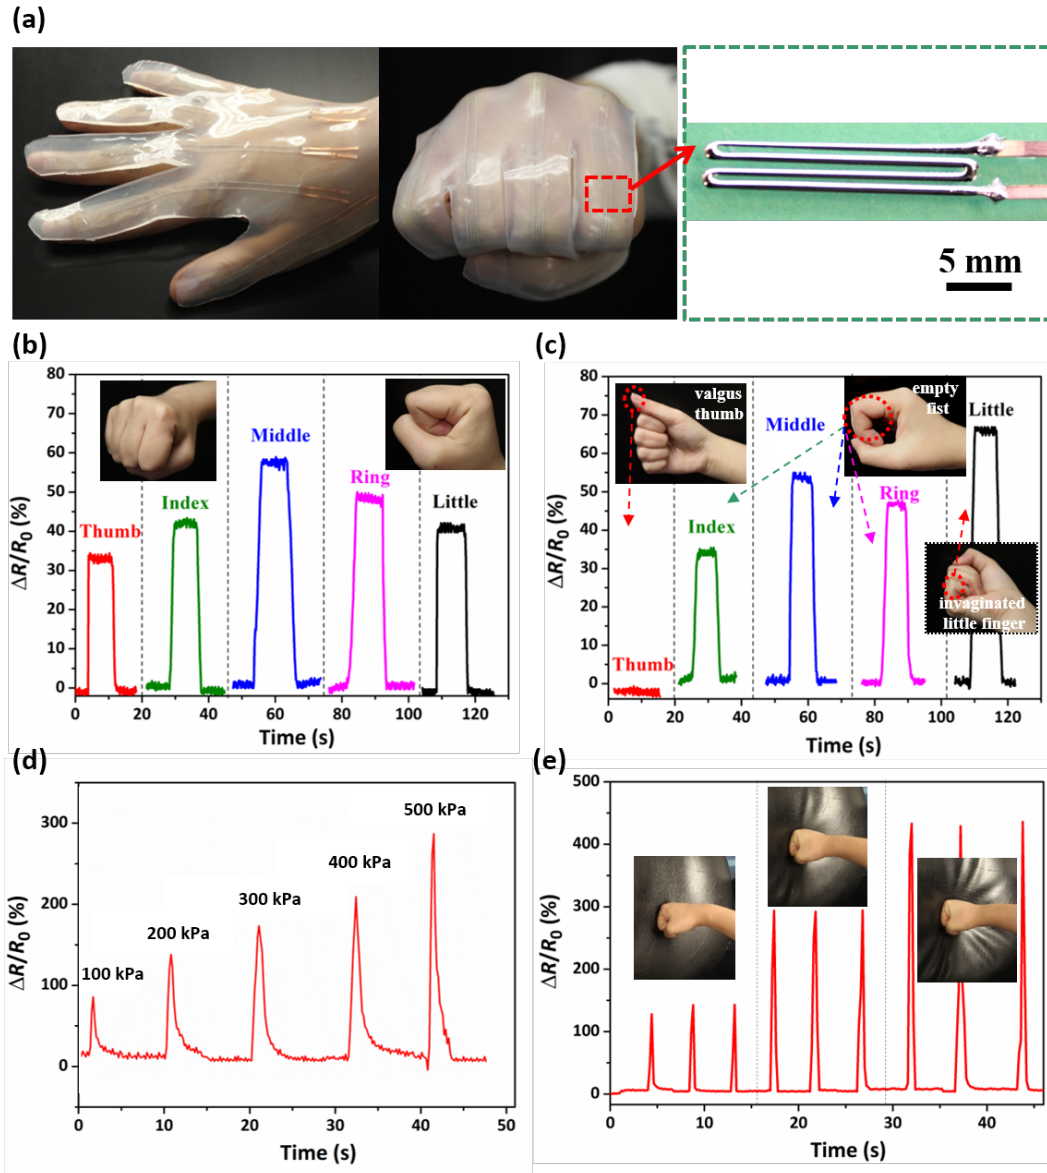 (a)
5 mm
(b)
80
70
60
50
40
30
20
10
0
ΔR/R0 (%)
Thumb
Index
Middle
Ring
Little
0 20 40 60 80 100 120
Time (s)
(c)
80
70
60
50
40
30
20
10
0
ΔR/R0 (%)
valgus
thumb
empty
fist
Middle
Little
Ring
Index
Thumb
invaginated
little finger
0 20 40 60 80 100 120
Time (s)
(d)
300
200
100
0
ΔR/R0 (%)
100 kPa
200 kPa
300 kPa
400 kPa
500 kPa
0 10 20 30 40 50
Time (s)
(e)
500
400
300
200
100
0
ΔR/R0 (%)
0 10 20 30 40
Time (s)